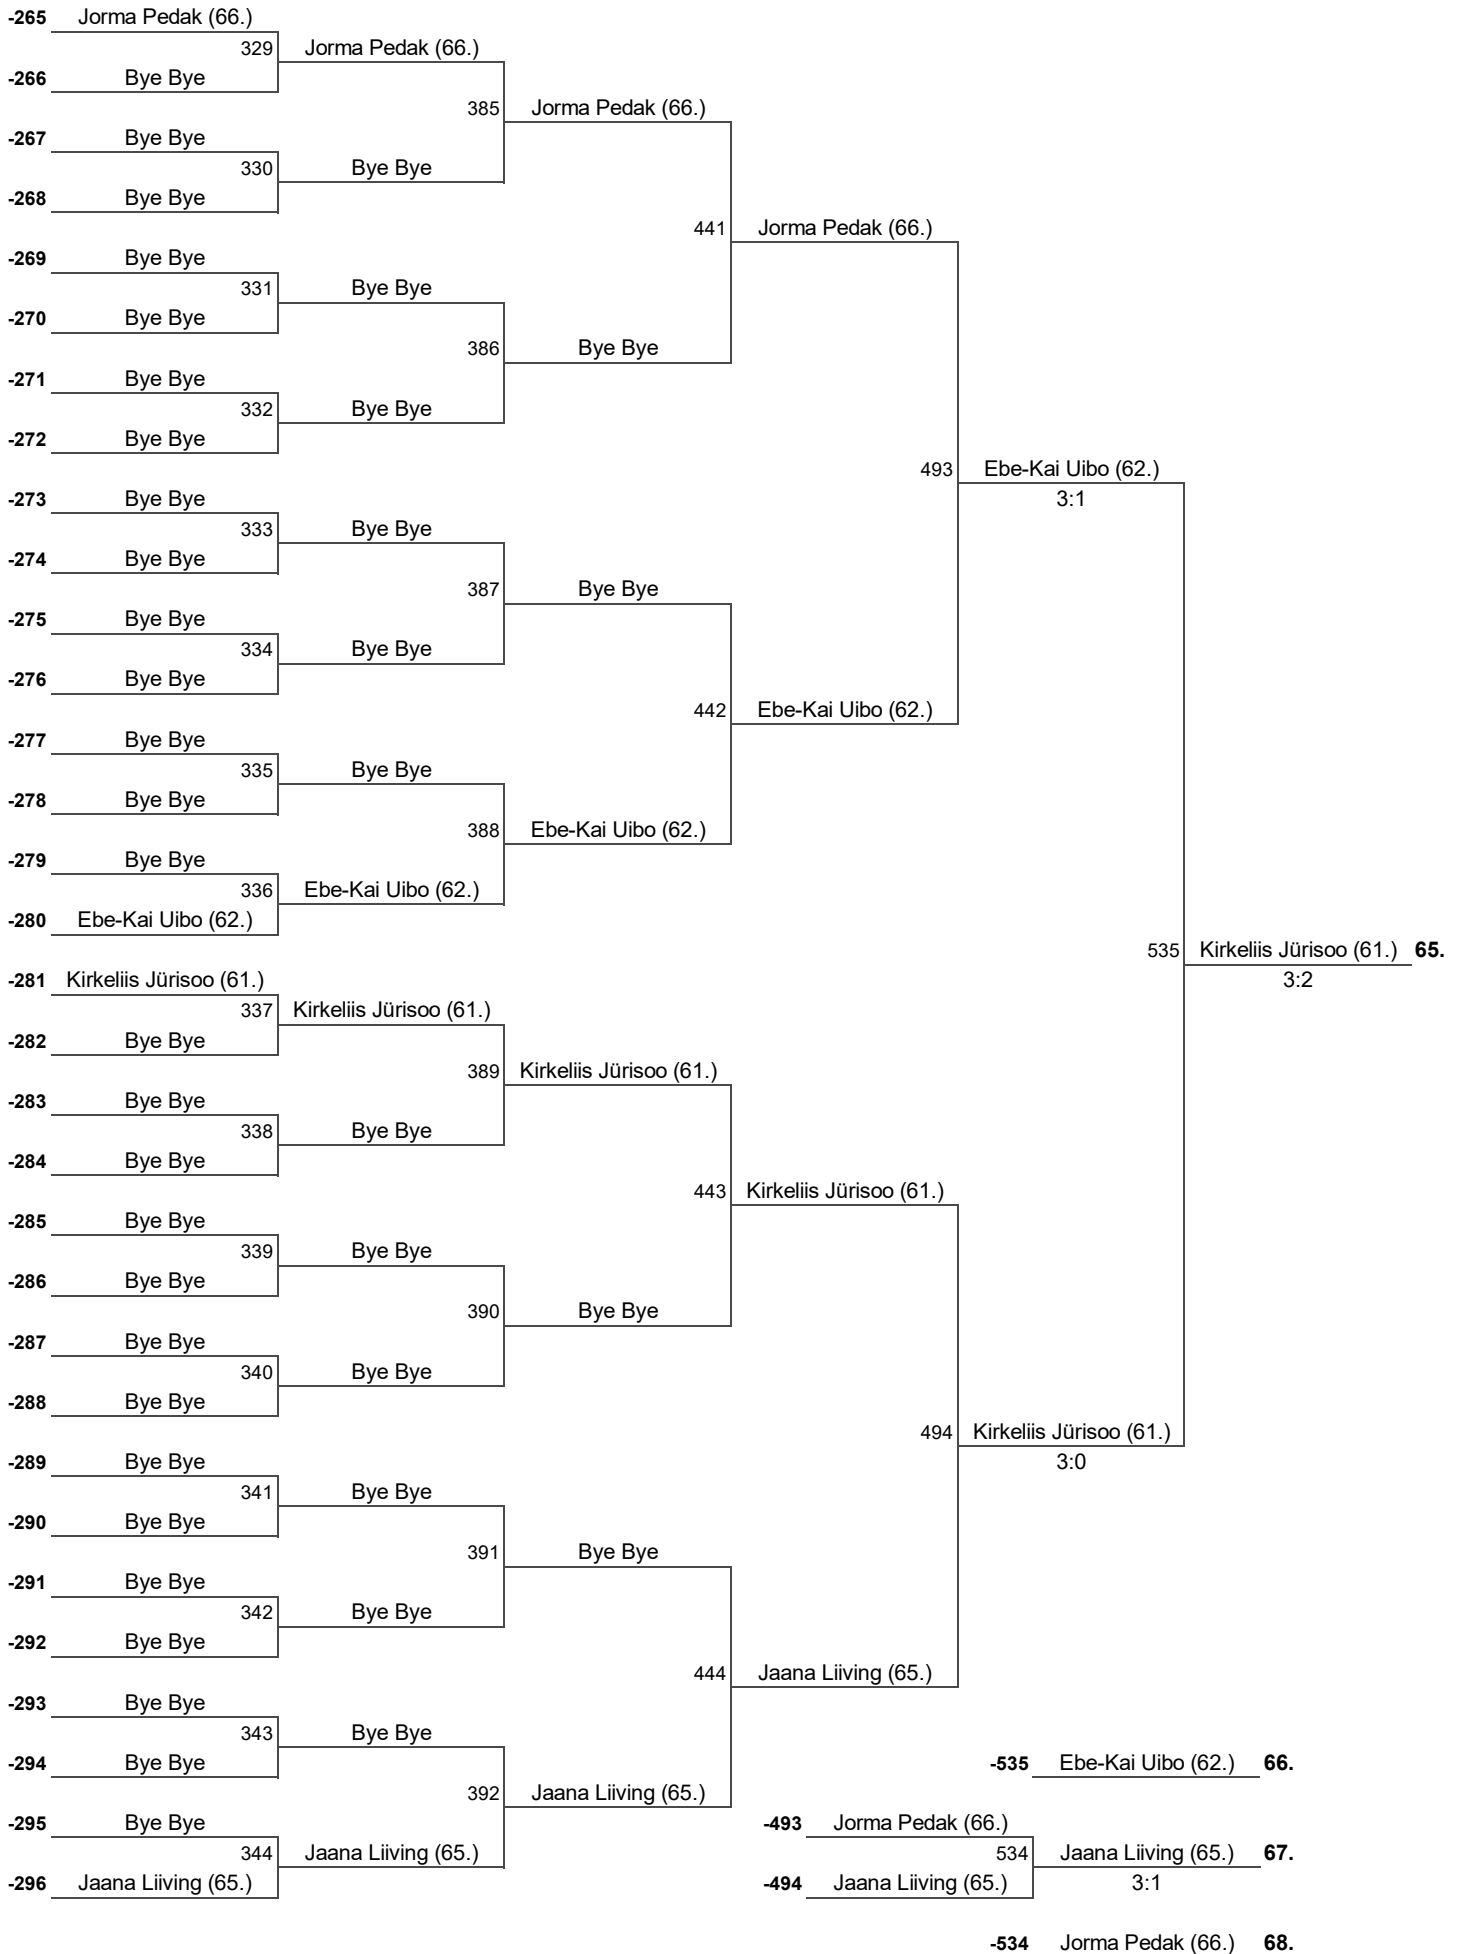 -265 Jorma Pedak (66.)
329 Jorma Pedak (66.)
-266 Bye Bye
385 Jorma Pedak (66.)
-267 Bye Bye
330 Bye Bye
-268 Bye Bye
441 Jorma Pedak (66.)
-269 Bye Bye
331 Bye Bye
-270 Bye Bye
386 Bye Bye
-271 Bye Bye
332 Bye Bye
-272 Bye Bye
493 Ebe-Kai Uibo (62.)
-273 Bye Bye
3:1
333 Bye Bye
-274 Bye Bye
387 Bye Bye
-275 Bye Bye
334 Bye Bye
-276 Bye Bye
442 Ebe-Kai Uibo (62.)
-277 Bye Bye
335 Bye Bye
-278 Bye Bye
388 Ebe-Kai Uibo (62.)
-279 Bye Bye
336 Ebe-Kai Uibo (62.)
-280 Ebe-Kai Uibo (62.)
535 Kirkeliis Jürisoo (61.) 65.
-281 Kirkeliis Jürisoo (61.)
3:2
337 Kirkeliis Jürisoo (61.)
-282 Bye Bye
389 Kirkeliis Jürisoo (61.)
-283 Bye Bye
338 Bye Bye
-284 Bye Bye
443 Kirkeliis Jürisoo (61.)
-285 Bye Bye
339 Bye Bye
-286 Bye Bye
390 Bye Bye
-287 Bye Bye
340 Bye Bye
-288 Bye Bye
494 Kirkeliis Jürisoo (61.)
-289 Bye Bye
3:0
341 Bye Bye
-290 Bye Bye
391 Bye Bye
-291 Bye Bye
342 Bye Bye
-292 Bye Bye
444 Jaana Liiving (65.)
-293 Bye Bye
343 Bye Bye
-294 Bye Bye
-535 Ebe-Kai Uibo (62.) 66.
392 Jaana Liiving (65.)
-295 Bye Bye
-493 Jorma Pedak (66.)
344 Jaana Liiving (65.)
534 Jaana Liiving (65.) 67.
-296 Jaana Liiving (65.)
-494 Jaana Liiving (65.)
3:1
-534 Jorma Pedak (66.) 68.